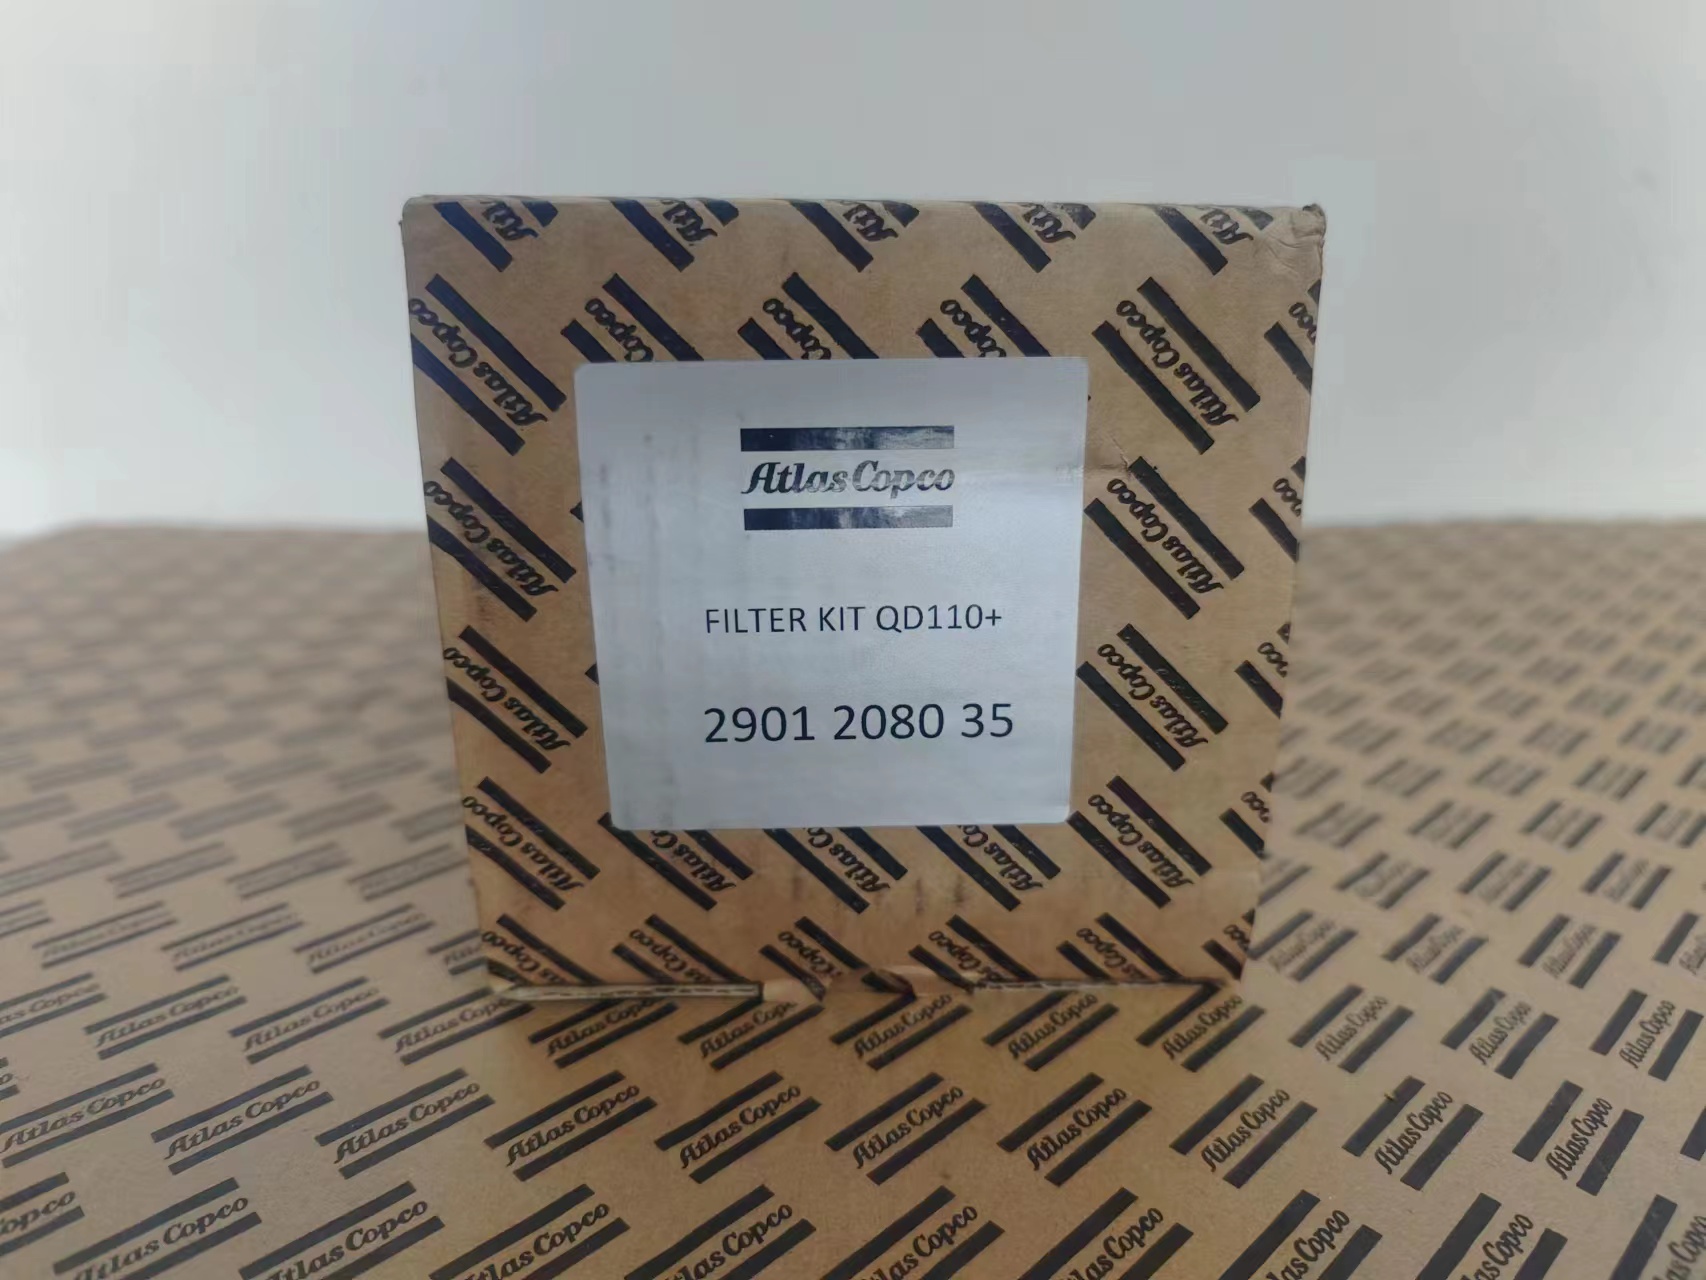 Atlas Copco
FILTER KIT QD110+
2901 2080 35